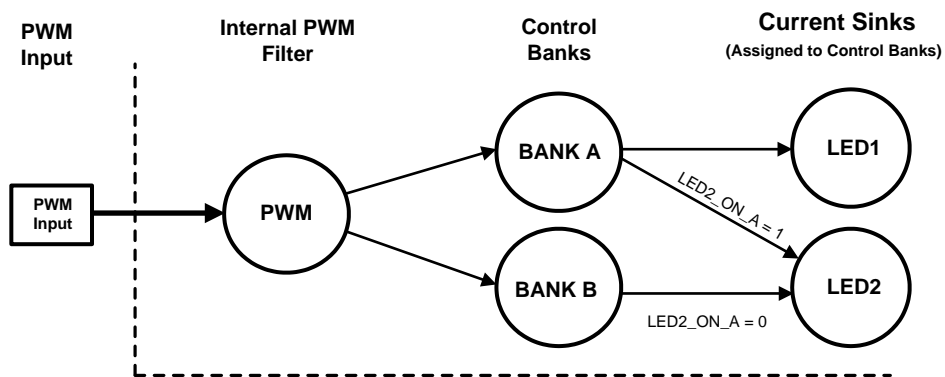 PWM
Input
Internal PWM
Filter
Control
Banks
Current Sinks
(Assigned to Control Banks)
PWM
Input
PWM
BANK A
BANK B
LED2_ON_A = 1
LED2_ON_A = 0
LED1
LED2